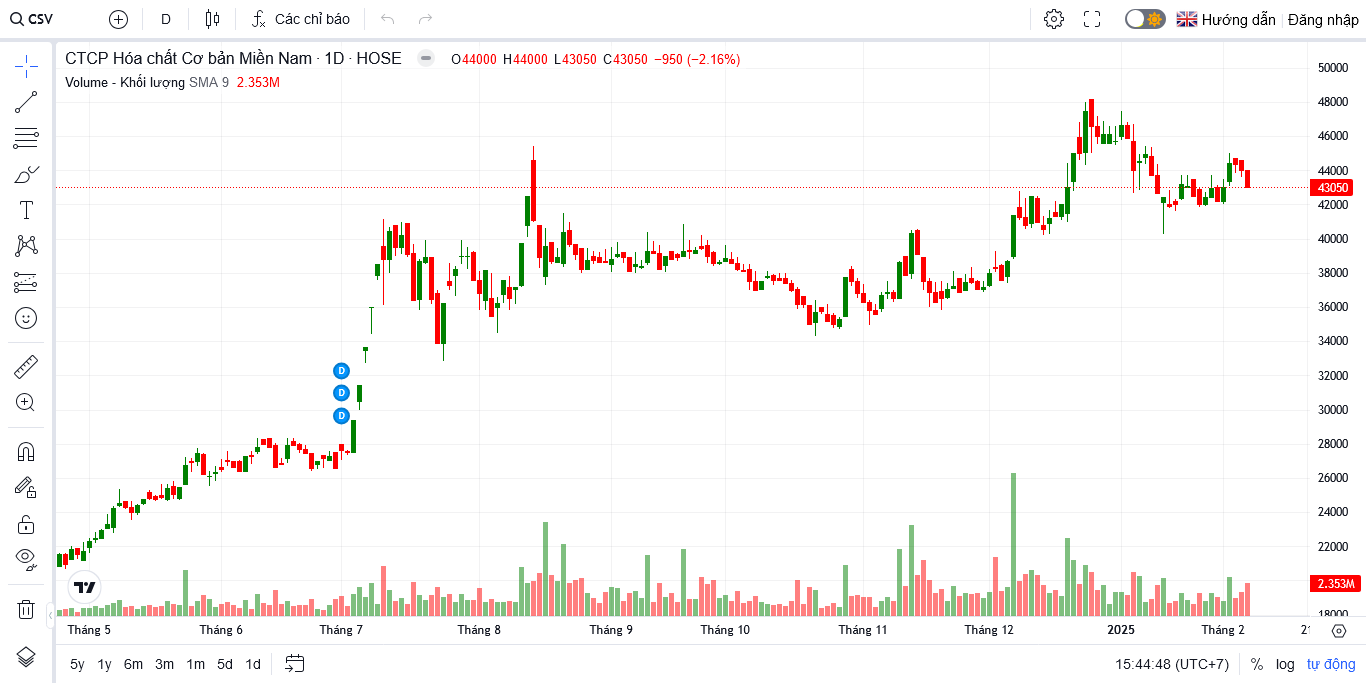 CSV D Các chỉ báo Hướng dẫn Đăng nhập
CTCP Hóa chất Cơ bản Miền Nam · 1D · HOSE O44000 H44000 L43050 C43050 −950 (−2.16%)
Volume - Khối lượng SMA 9 2.353M
50000
48000
46000
44000
43050
42000
40000
38000
36000
34000
32000
30000
28000
26000
24000
22000
2.353M
18000
D
D
D
Tháng 5 Tháng 6 Tháng 7 Tháng 8 Tháng 9 Tháng 10 Tháng 11 Tháng 12 2025 Tháng 2 21
5y 1y 6m 3m 1m 5d 1d 15:44:48 (UTC+7) % log tự động